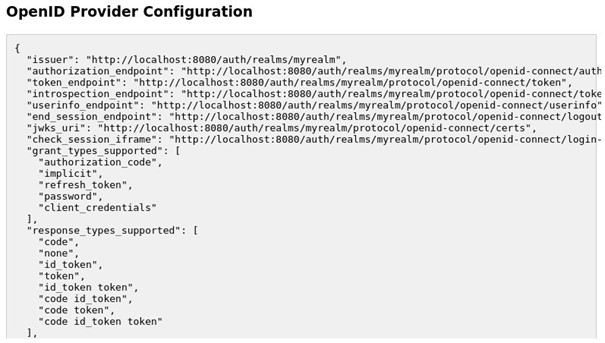 OpenID Provider Configuration
{
"issuer": "http://localhost:8080/auth/realms/myrealm",
"authorization_endpoint": "http://localhost:8080/auth/realms/myrealm/protocol/openid-connect/auth
"token_endpoint": "http://localhost:8080/auth/realms/myrealm/protocol/openid-connect/token",
"introspection_endpoint": "http://localhost:8080/auth/realms/myrealm/protocol/openid-connect/toke
"userinfo_endpoint": "http://localhost:8080/auth/realms/myrealm/protocol/openid-connect/userinfo"
"end_session_endpoint": "http://localhost:8080/auth/realms/myrealm/protocol/openid-connect/logout
"jwks_uri": "http://localhost:8080/auth/realms/myrealm/protocol/openid-connect/certs",
"check_session_iframe": "http://localhost:8080/auth/realms/myrealm/protocol/openid-connect/login-
"grant_types_supported": [
"authorization_code",
"implicit",
"refresh_token",
"password",
"client_credentials"
],
"response_types_supported": [
"code",
"none",
"id_token",
"token",
"id_token token",
"code id_token",
"code token",
"code id_token token"
],